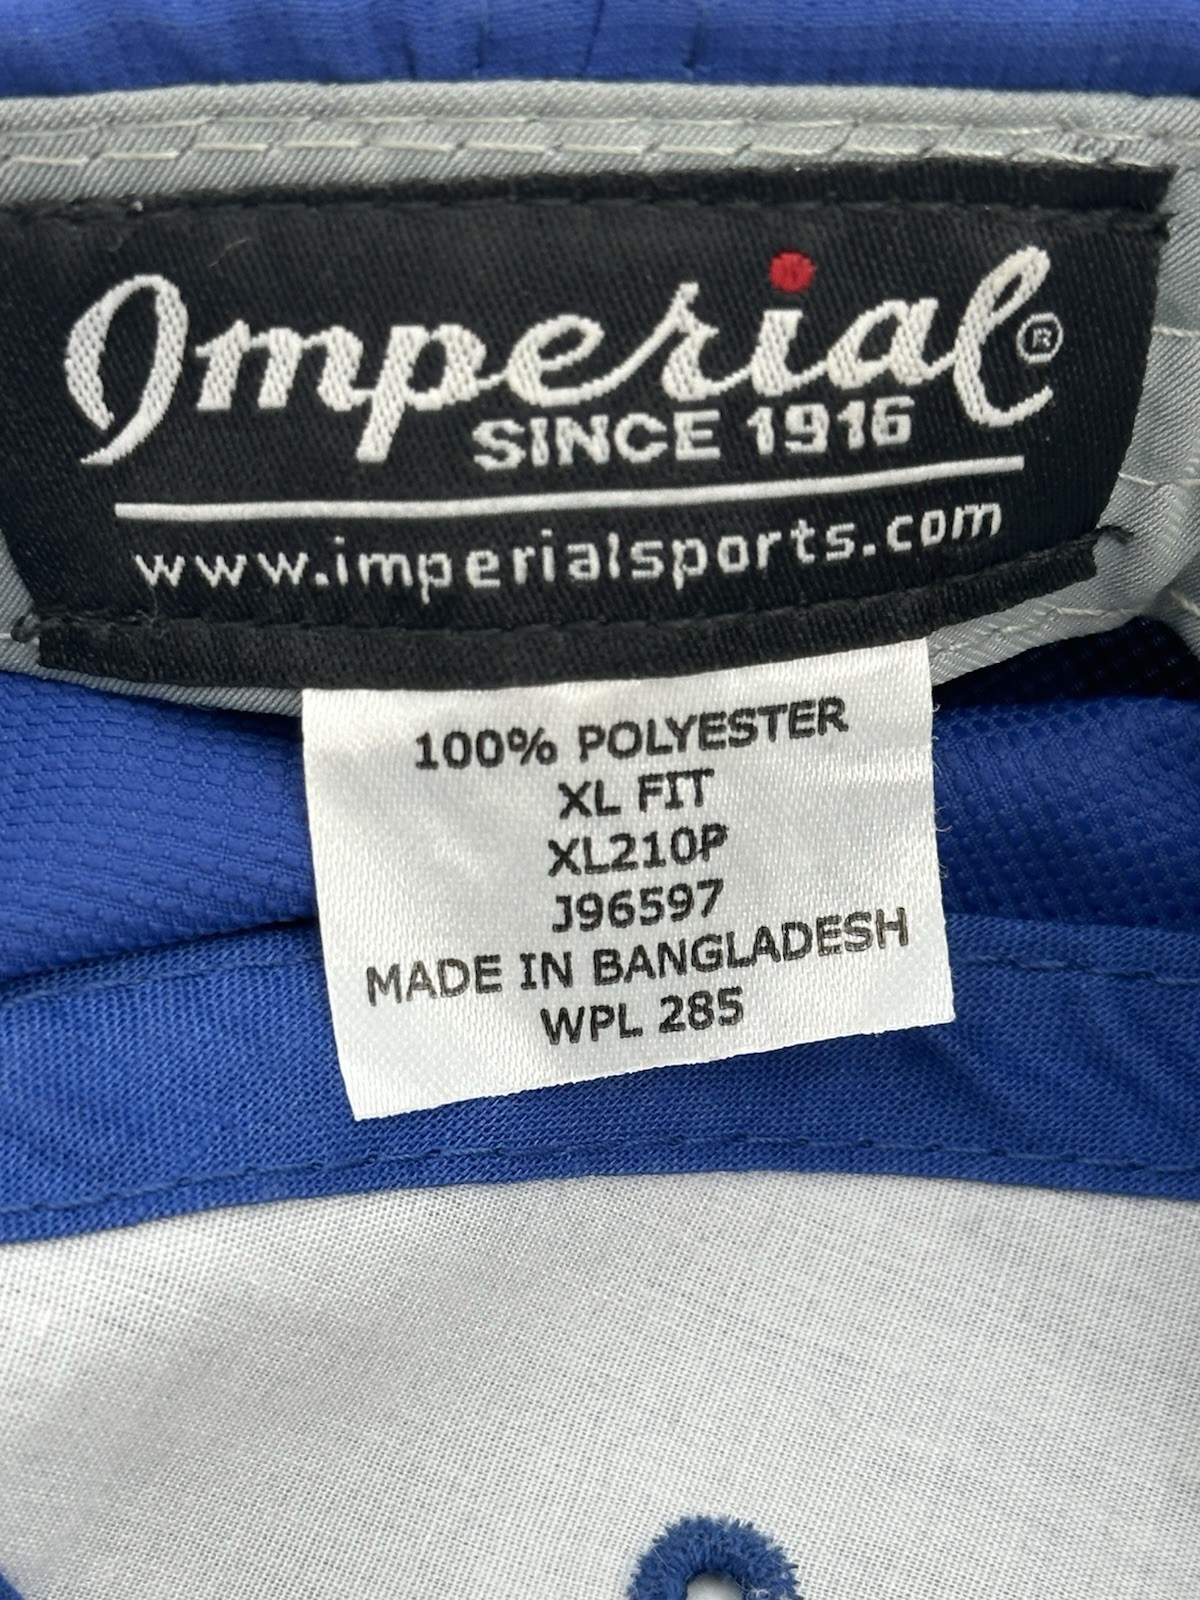 Imperial®
SINCE 1916
www.imperialsports.com
100% POLYESTER
XL FIT
XL210P
J96597
MADE IN BANGLADESH
WPL 285